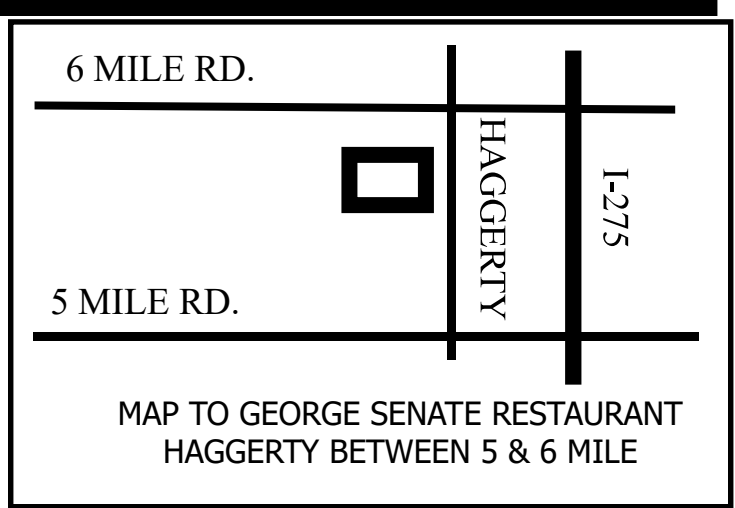 6 MILE RD.
HAGGERTY
I-275
5 MILE RD.
MAP TO GEORGE SENATE RESTAURANT
HAGGERTY BETWEEN 5 & 6 MILE